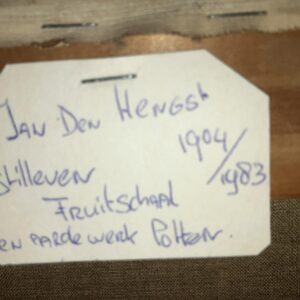 Jan Den Hengst
1904/1983
Stilleven
Fruitschaal
en aardewerk Potten.